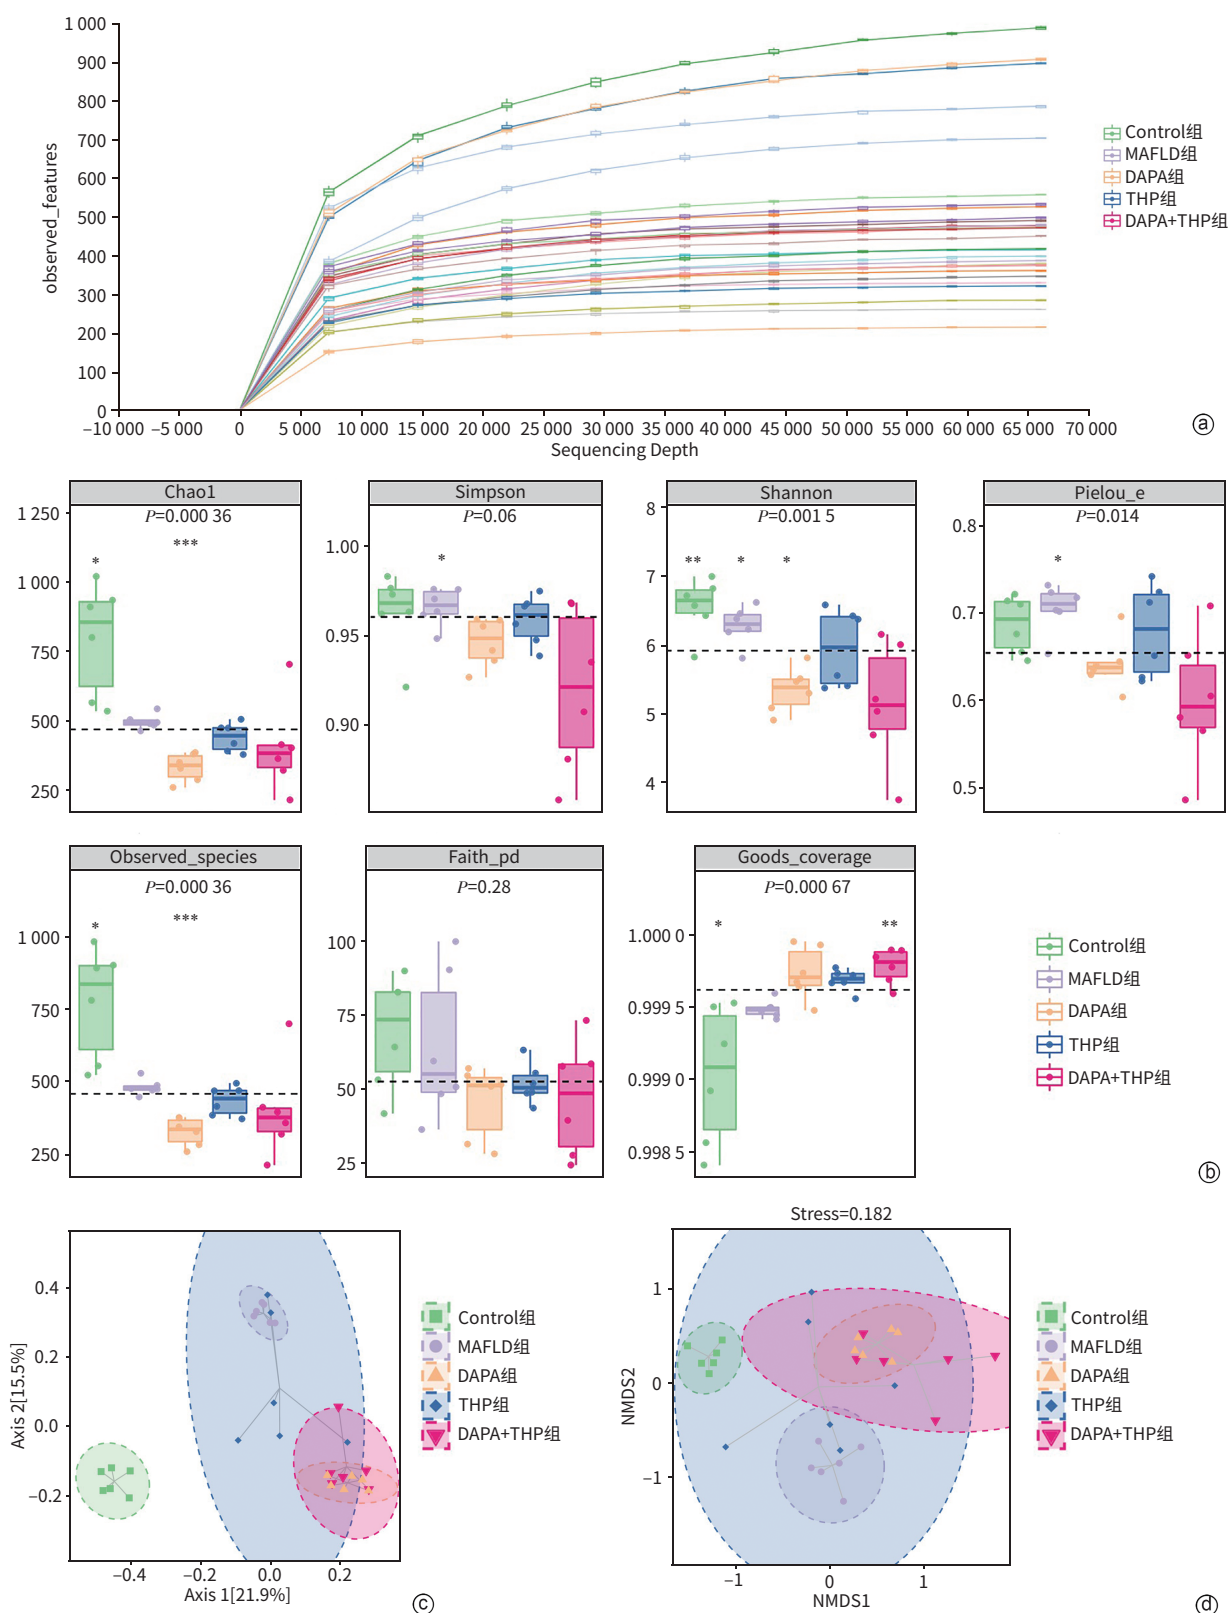 1 000
900
800
700
600
500
400
300
200
100
0
observed_features
−10 000 −5 000 0 5 000 10 000 15 000 20 000 25 000 30 000 35 000 40 000 45 000 50 000 55 000 60 000 65 000 70 000
Sequencing Depth
Control组
MAFLD组
DAPA组
THP组
DAPA+THP组
ⓐ
Chao1
P=0.000 36
* ***
1 250
1 000
750
500
250
Simpson
P=0.06
*
1.00
0.95
0.90
Shannon
P=0.001 5
** * *
8
7
6
5
4
Pielou_e
P=0.014
*
0.8
0.7
0.6
0.5
Observed_species
P=0.000 36
* ***
1 000
750
500
250
Faith_pd
P=0.28
100
75
50
25
Goods_coverage
P=0.000 67
* **
1.000 0
0.999 5
0.999 0
0.998 5
Control组
MAFLD组
DAPA组
THP组
DAPA+THP组
ⓑ
0.4
0.2
0.0
−0.2
Axis 2[15.5%]
−0.4 −0.2 0.0 0.2
Axis 1[21.9%]
Control组
MAFLD组
DAPA组
THP组
DAPA+THP组
ⓒ
Stress=0.182
1
0
−1
NMDS2
−1 0 1
NMDS1
Control组
MAFLD组
DAPA组
THP组
DAPA+THP组
ⓓ